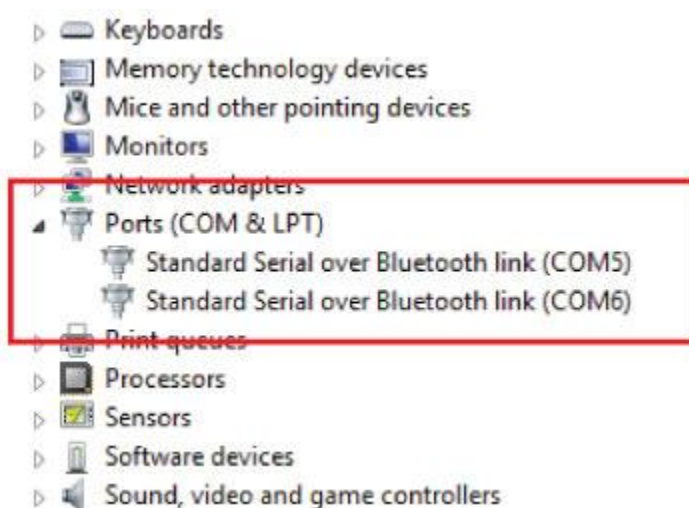 Keyboards
Memory technology devices
Mice and other pointing devices
Monitors
Network adapters
Ports (COM & LPT)
Standard Serial over Bluetooth link (COM5)
Standard Serial over Bluetooth link (COM6)
Print queues
Processors
Sensors
Software devices
Sound, video and game controllers